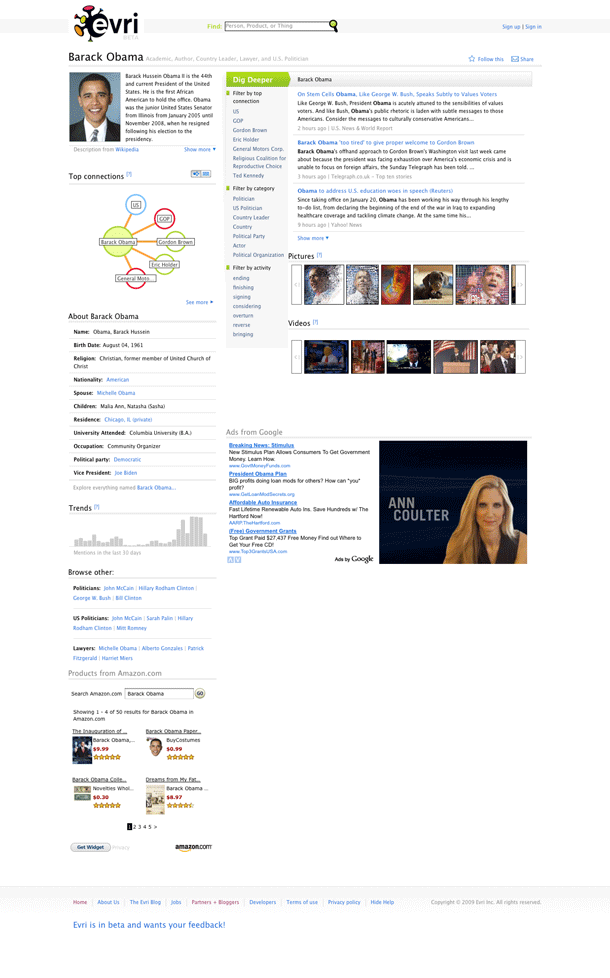 evri
BETA
Find:
Person, Product, or Thing
Sign up | Sign in
Barack Obama Academic, Author, Country Leader, Lawyer, and U.S. Politician
Follow this
Share
Barack Hussein Obama II is the 44th
and current President of the United
States. He is the first African
American to hold the office. Obama
was the junior United States Senator
from Illinois from January 2005 until
November 2008, when he resigned
following his election to the
presidency.
Description from Wikipedia
Show more
Top connections [?]
US
GOP
Barack Obama
Gordon Brown
Eric Holder
General Moto...
See more
About Barack Obama
Name: Obama, Barack Hussein
Birth Date: August 04, 1961
Religion: Christian, former member of United Church of
Christ
Nationality: American
Spouse: Michelle Obama
Children: Malia Ann, Natasha (Sasha)
Residence: Chicago, IL (private)
University Attended: Columbia University (B.A.)
Occupation: Community Organizer
Political party: Democratic
Vice President: Joe Biden
Explore everything named Barack Obama...
Trends [?]
Mentions in the last 30 days
Browse other:
Politicians: John McCain | Hillary Rodham Clinton |
George W. Bush | Bill Clinton
US Politicians: John McCain | Sarah Palin | Hillary
Rodham Clinton | Mitt Romney
Lawyers: Michelle Obama | Alberto Gonzales | Patrick
Fitzgerald | Harriet Miers
Products from Amazon.com
Search Amazon.com
Barack Obama
GO
Showing 1 - 4 of 50 results for Barack Obama in
Amazon.com
The Inauguration of ...
Barack Obama,...
$9.99
Barack Obama Paper...
BuyCostumes
$0.99
Barack Obama Colle...
Novelties Whol...
$0.30
Dreams from My Fat...
Barack Obama ...
$8.97
1 2 3 4 5 >
Get Widget
Privacy
amazon.com
Dig Deeper
Filter by top
connection
US
GOP
Gordon Brown
Eric Holder
General Motors Corp.
Religious Coalition for
Reproductive Choice
Ted Kennedy
Filter by category
Politician
US Politician
Country Leader
Country
Political Party
Actor
Political Organization
Filter by activity
ending
finishing
signing
considering
overturn
reverse
bringing
Barack Obama
On Stem Cells Obama, Like George W. Bush, Speaks Subtly to Values Voters
Like George W. Bush, President Obama is acutely attuned to the sensibilities of values
voters. And like Bush, Obama's public rhetoric is laden with subtle messages to those
Americans. Consider the messages to culturally conservative Americans...
2 hours ago | U.S. News & World Report
Barack Obama 'too tired' to give proper welcome to Gordon Brown
Barack Obama's offhand approach to Gordon Brown's Washington visit last week came
about because the president was facing exhaustion over America's economic crisis and is
unable to focus on foreign affairs, the Sunday Telegraph has been told. ...
3 hours ago | Telegraph.co.uk - Top ten stories
Obama to address U.S. education woes in speech (Reuters)
Since taking office on January 20, Obama has been working his way through his lengthy
to-do list, from declaring the beginning of the end of the war in Iraq to expanding
healthcare coverage and tackling climate change. At the same time his...
9 hours ago | Yahoo! News
Show more
Pictures [?]
Videos [?]
Ads from Google
Breaking News: Stimulus
New Stimulus Plan Allows Consumers To Get Government
Money. Learn How.
www.GovtMoneyFunds.com
President Obama Plan
BIG profits doing loan mods for others? How can "you"
profit?
www.GetLoanModSecrets.org
Affordable Auto Insurance
Fast Lifetime Renewable Auto Ins. Save Hundreds w/ The
Hartford Now!
AARP.TheHartford.com
(Free) Government Grants
Top Grant Paid $27,437 Free Money Find out Where to
Get Your Free CD!
www.Top3GrantsUSA.com
Ads by Google
ANN
COULTER
Home | About Us | The Evri Blog | Jobs | Partners + Bloggers | Developers | Terms of use | Privacy policy | Hide Help
Copyright © 2009 Evri Inc. All rights reserved.
Evri is in beta and wants your feedback!